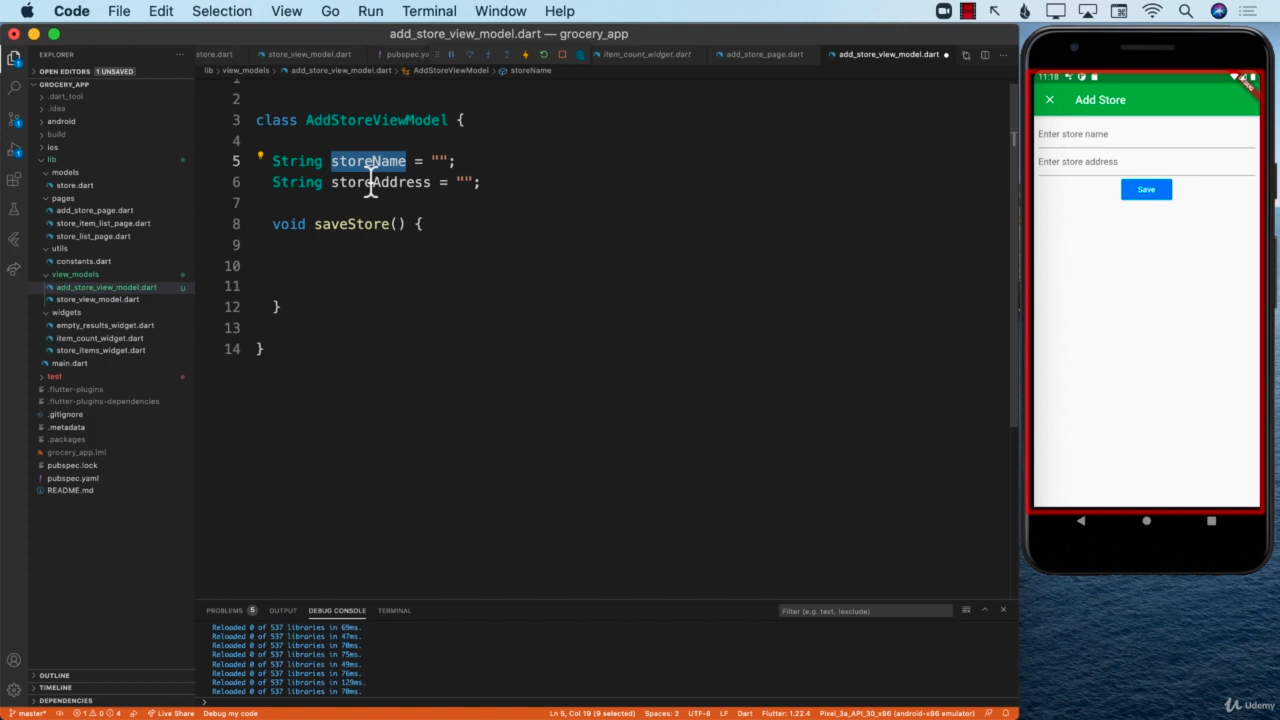 Code File Edit Selection View Go Run Terminal Window Help
add_store_view_model.dart — grocery_app
EXPLORER
store.dart store_view_model.dart pubspec.ya item_count_widget.dart add_store_page.dart add_store_view_model.dart
lib > view_models > add_store_view_model.dart > AddStoreViewModel > storeName
OPEN EDITORS 1 UNSAVED
GROCERY_APP
.dart_tool
.idea
android
build
ios
lib
models
store.dart
pages
add_store_page.dart
store_item_list_page.dart
store_list_page.dart
utils
constants.dart
view_models
add_store_view_model.dart U
store_view_model.dart
widgets
empty_results_widget.dart
item_count_widget.dart
store_items_widget.dart
main.dart
test
.flutter-plugins
.flutter-plugins-dependencies
.gitignore
.metadata
.packages
grocery_app.iml
pubspec.lock
pubspec.yaml
README.md
OUTLINE
TIMELINE
DEPENDENCIES
1
2
3 class AddStoreViewModel {
4
5 String storeName = "";
6 String storeAddress = "";
7
8 void saveStore() {
9
10
11
12 }
13
14 }
PROBLEMS 5 OUTPUT DEBUG CONSOLE TERMINAL
Filter (e.g. text, !exclude)
Reloaded 0 of 537 libraries in 69ms.
Reloaded 0 of 537 libraries in 47ms.
Reloaded 0 of 537 libraries in 70ms.
Reloaded 0 of 537 libraries in 75ms.
Reloaded 0 of 537 libraries in 49ms.
Reloaded 0 of 537 libraries in 76ms.
Reloaded 0 of 537 libraries in 129ms.
Reloaded 0 of 537 libraries in 70ms.
master* 1 0 4 Live Share Debug my code Ln 5, Col 19 (9 selected) Spaces: 2 UTF-8 LF Dart Flutter: 1.22.4 Pixel_3a_API_30_x86 (android-x86 emulator)
11:18
Add Store
Enter store name
Enter store address
Save
Udemy